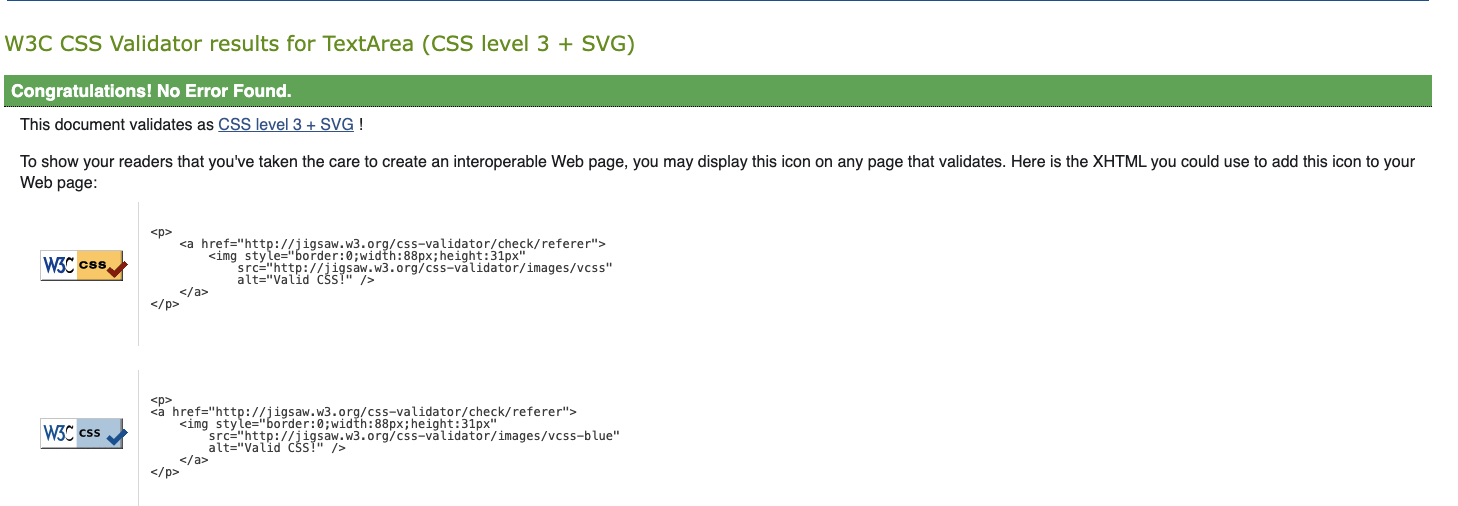 W3C CSS Validator results for TextArea (CSS level 3 + SVG)
Congratulations! No Error Found.
This document validates as CSS level 3 + SVG !
To show your readers that you've taken the care to create an interoperable Web page, you may display this icon on any page that validates. Here is the XHTML you could use to add this icon to your
Web page:
W3C css
<p>
    <a href="http://jigsaw.w3.org/css-validator/check/referer">
        <img style="border:0;width:88px;height:31px"
            src="http://jigsaw.w3.org/css-validator/images/vcss"
            alt="Valid CSS!" />
    </a>
</p>
W3C css
<p>
<a href="http://jigsaw.w3.org/css-validator/check/referer">
    <img style="border:0;width:88px;height:31px"
        src="http://jigsaw.w3.org/css-validator/images/vcss-blue"
        alt="Valid CSS!" />
    </a>
</p>